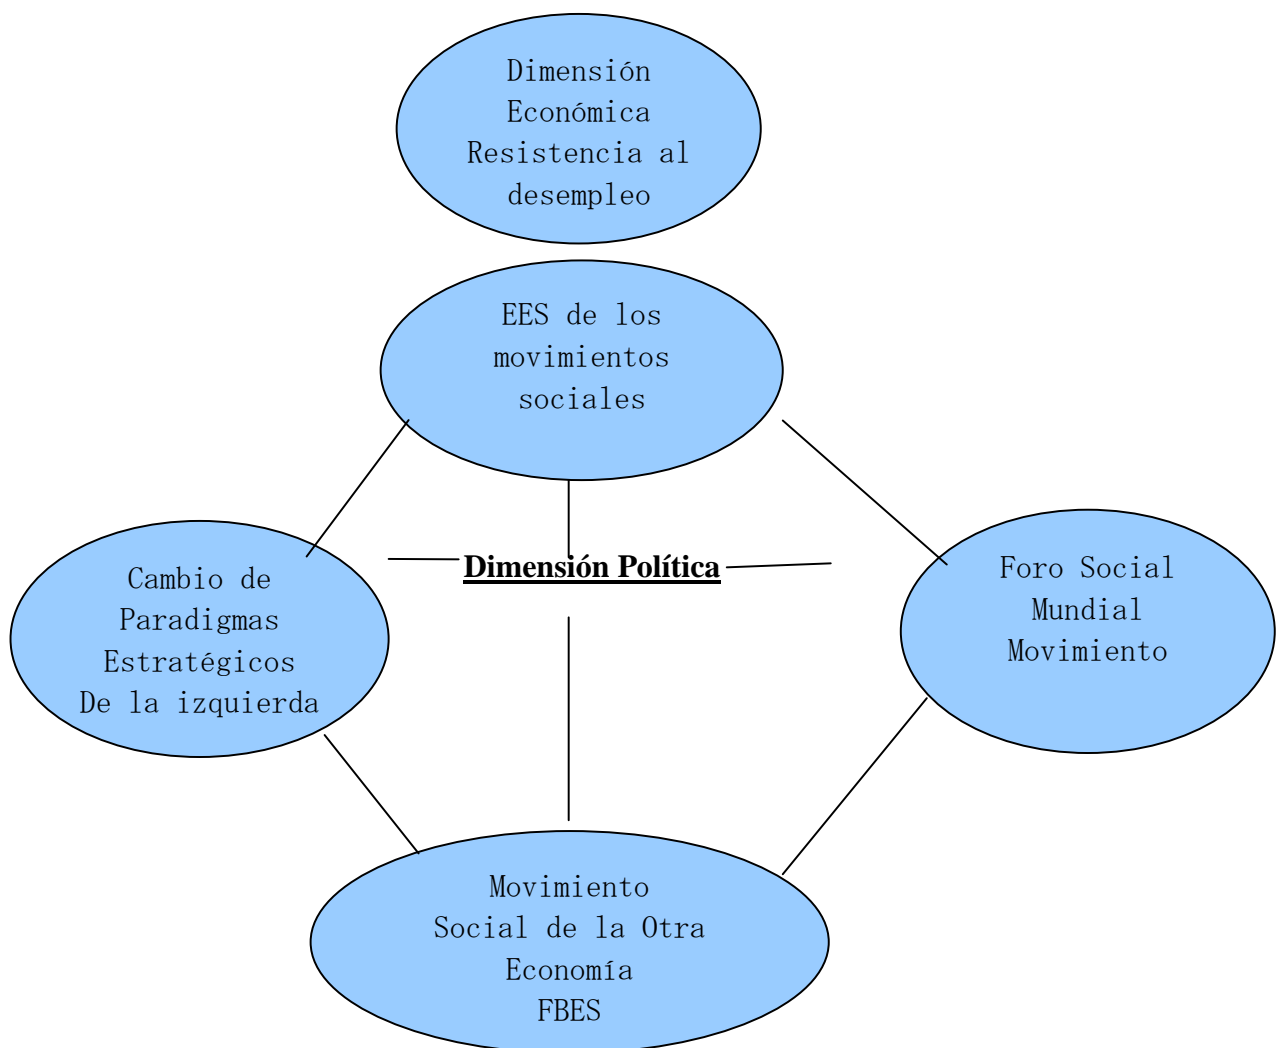 Dimensión
Económica
Resistencia al
desempleo
EES de los
movimientos
sociales
Dimensión Política
Cambio de
Paradigmas
Estratégicos
De la izquierda
Foro Social
Mundial
Movimiento
Movimiento
Social de la Otra
Economía
FBES